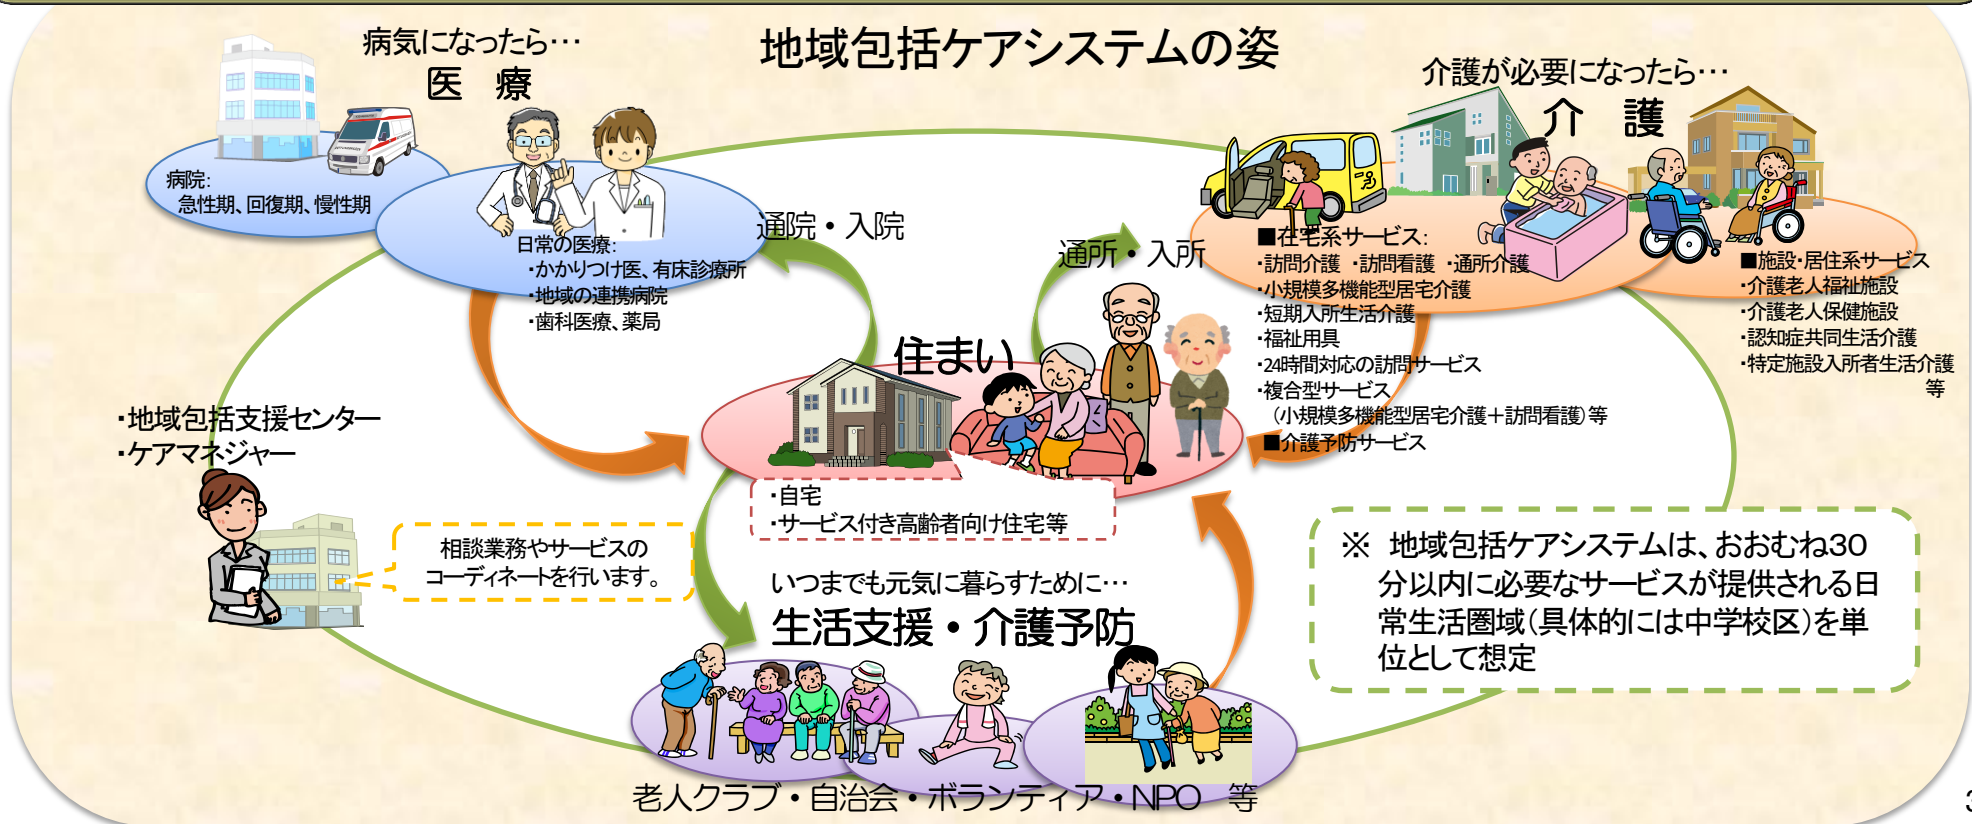 地域包括ケアシステムの姿
病気になったら…
医　療
病院:
急性期、回復期、慢性期
日常の医療:
・かかりつけ医、有床診療所
・地域の連携病院
・歯科医療、薬局
通院・入院
通所・入所
介護が必要になったら…
介　護
■在宅系サービス:
・訪問介護　・訪問看護　・通所介護
・小規模多機能型居宅介護
・短期入所生活介護
・福祉用具
・24時間対応の訪問サービス
・複合型サービス
（小規模多機能型居宅介護＋訪問看護）等
■介護予防サービス
■施設・居住系サービス
・介護老人福祉施設
・介護老人保健施設
・認知症共同生活介護
・特定施設入所者生活介護
等
住まい
・自宅
・サービス付き高齢者向け住宅等
・地域包括支援センター
・ケアマネジャー
相談業務やサービスの
コーディネートを行います。
いつまでも元気に暮らすために…
生活支援・介護予防
老人クラブ・自治会・ボランティア・NPO　等
※　地域包括ケアシステムは、おおむね30
分以内に必要なサービスが提供される日
常生活圏域（具体的には中学校区）を単
位として想定